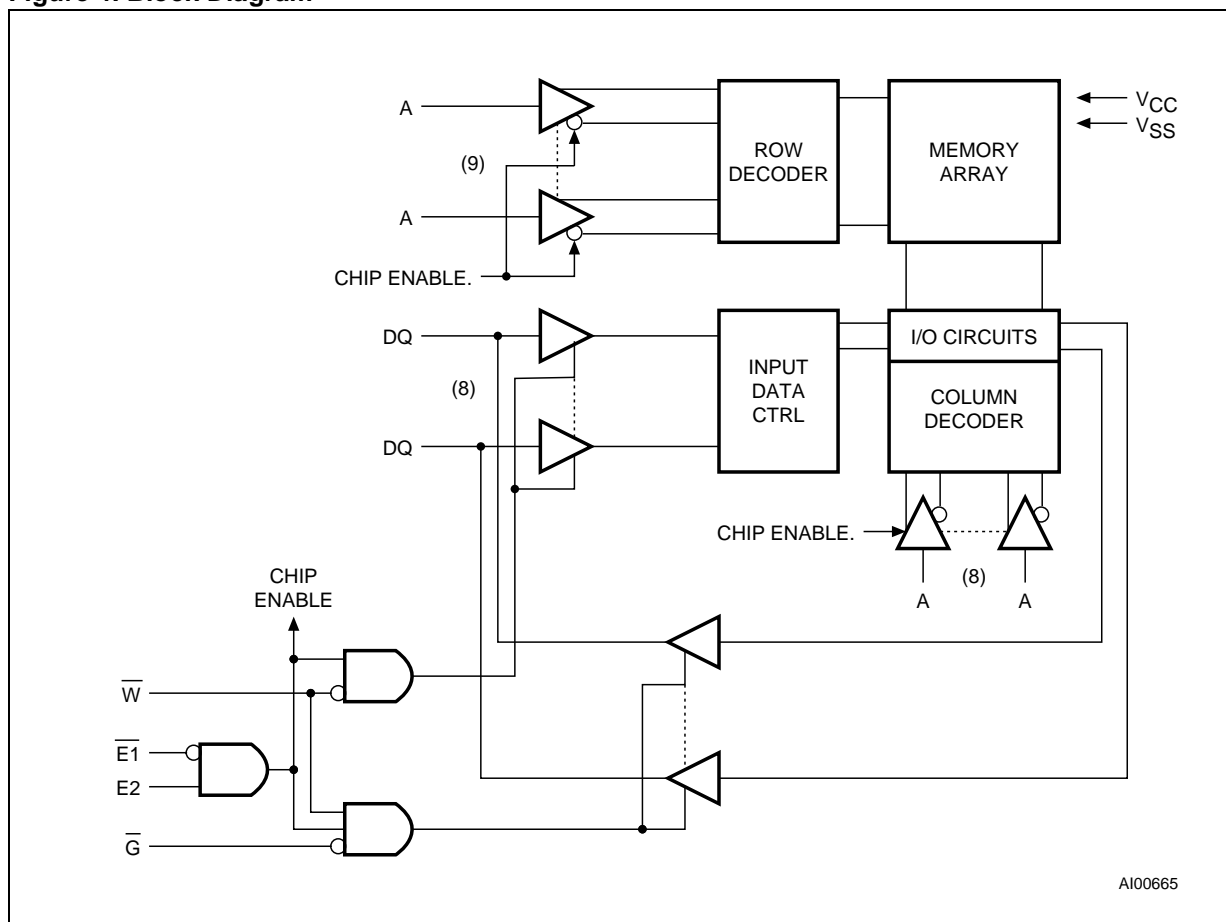 Figure Block Diagram
A
(9)
A
CHIP ENABLE.
ROW
DECODER
MEMORY
ARRAY
VCC
VSS
DQ
(8)
DQ
INPUT
DATA
CTRL
I/O CIRCUITS
COLUMN
DECODER
CHIP ENABLE.
(8)
A
A
CHIP
ENABLE
W
E1
E2
G
AI00665